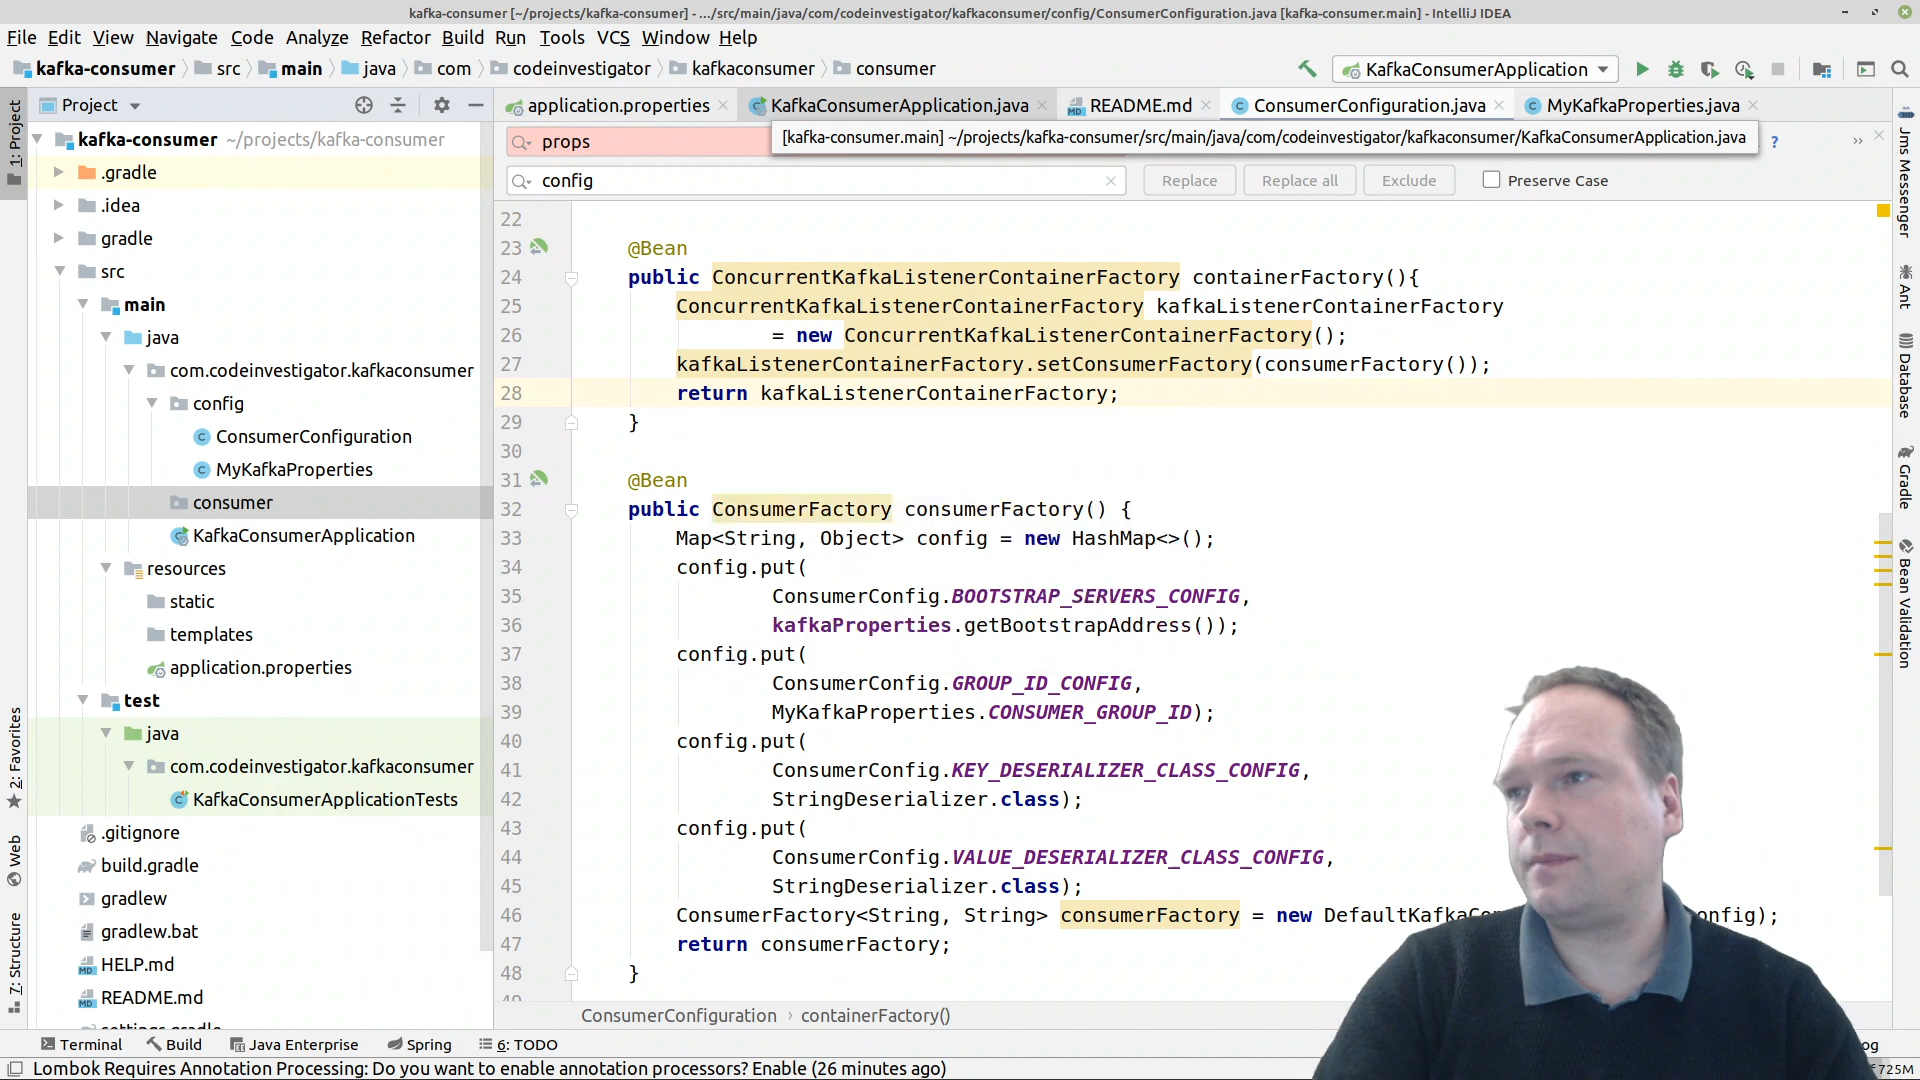 kafka-consumer [~/projects/kafka-consumer] - .../src/main/java/com/codeinvestigator/kafkaconsumer/config/ConsumerConfiguration.java [kafka-consumer.main] - IntelliJ IDEA
File Edit View Navigate Code Analyze Refactor Build Run Tools VCS Window Help
kafka-consumer src main java com codeinvestigator kafkaconsumer consumer KafkaConsumerApplication
Project
application.properties KafkaConsumerApplication.java README.md ConsumerConfiguration.java MyKafkaProperties.java
props
[kafka-consumer.main] ~/projects/kafka-consumer/src/main/java/com/codeinvestigator/kafkaconsumer/KafkaConsumerApplication.java
?
config
Replace Replace all Exclude Preserve Case
1: Project
2: Favorites
Web
7: Structure
kafka-consumer ~/projects/kafka-consumer
.gradle
.idea
gradle
src
main
java
com.codeinvestigator.kafkaconsumer
config
ConsumerConfiguration
MyKafkaProperties
consumer
KafkaConsumerApplication
resources
static
templates
application.properties
test
java
com.codeinvestigator.kafkaconsumer
KafkaConsumerApplicationTests
.gitignore
build.gradle
gradlew
gradlew.bat
HELP.md
README.md
settings.gradle
22
23 @Bean
24 public ConcurrentKafkaListenerContainerFactory containerFactory(){
25 ConcurrentKafkaListenerContainerFactory kafkaListenerContainerFactory
26 = new ConcurrentKafkaListenerContainerFactory();
27 kafkaListenerContainerFactory.setConsumerFactory(consumerFactory());
28 return kafkaListenerContainerFactory;
29 }
30
31 @Bean
32 public ConsumerFactory consumerFactory() {
33 Map<String, Object> config = new HashMap<>();
34 config.put(
35 ConsumerConfig.BOOTSTRAP_SERVERS_CONFIG,
36 kafkaProperties.getBootstrapAddress());
37 config.put(
38 ConsumerConfig.GROUP_ID_CONFIG,
39 MyKafkaProperties.CONSUMER_GROUP_ID);
40 config.put(
41 ConsumerConfig.KEY_DESERIALIZER_CLASS_CONFIG,
42 StringDeserializer.class);
43 config.put(
44 ConsumerConfig.VALUE_DESERIALIZER_CLASS_CONFIG,
45 StringDeserializer.class);
46 ConsumerFactory<String, String> consumerFactory = new DefaultKafkaCo onfig);
47 return consumerFactory;
48 }
49
ConsumerConfiguration › containerFactory()
Jms Messenger
Ant
Database
Gradle
Bean Validation
Terminal Build Java Enterprise Spring 6: TODO og
Lombok Requires Annotation Processing: Do you want to enable annotation processors? Enable (26 minutes ago) 725M